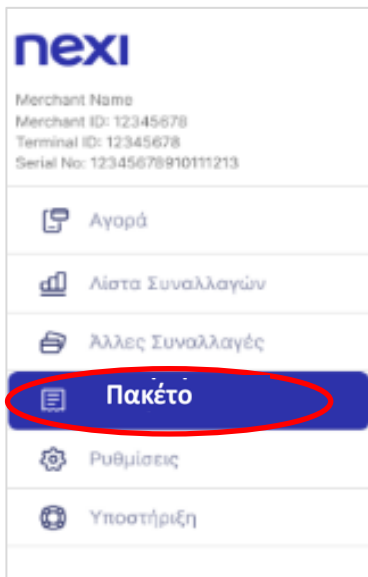 nexi
Merchant Name
Merchant ID: 12345678
Terminal ID: 12345678
Serial No: 12345678910111213
Αγορά
Λίστα Συναλλαγών
Άλλες Συναλλαγές
Πακέτο
Ρυθμίσεις
Υποστήριξη